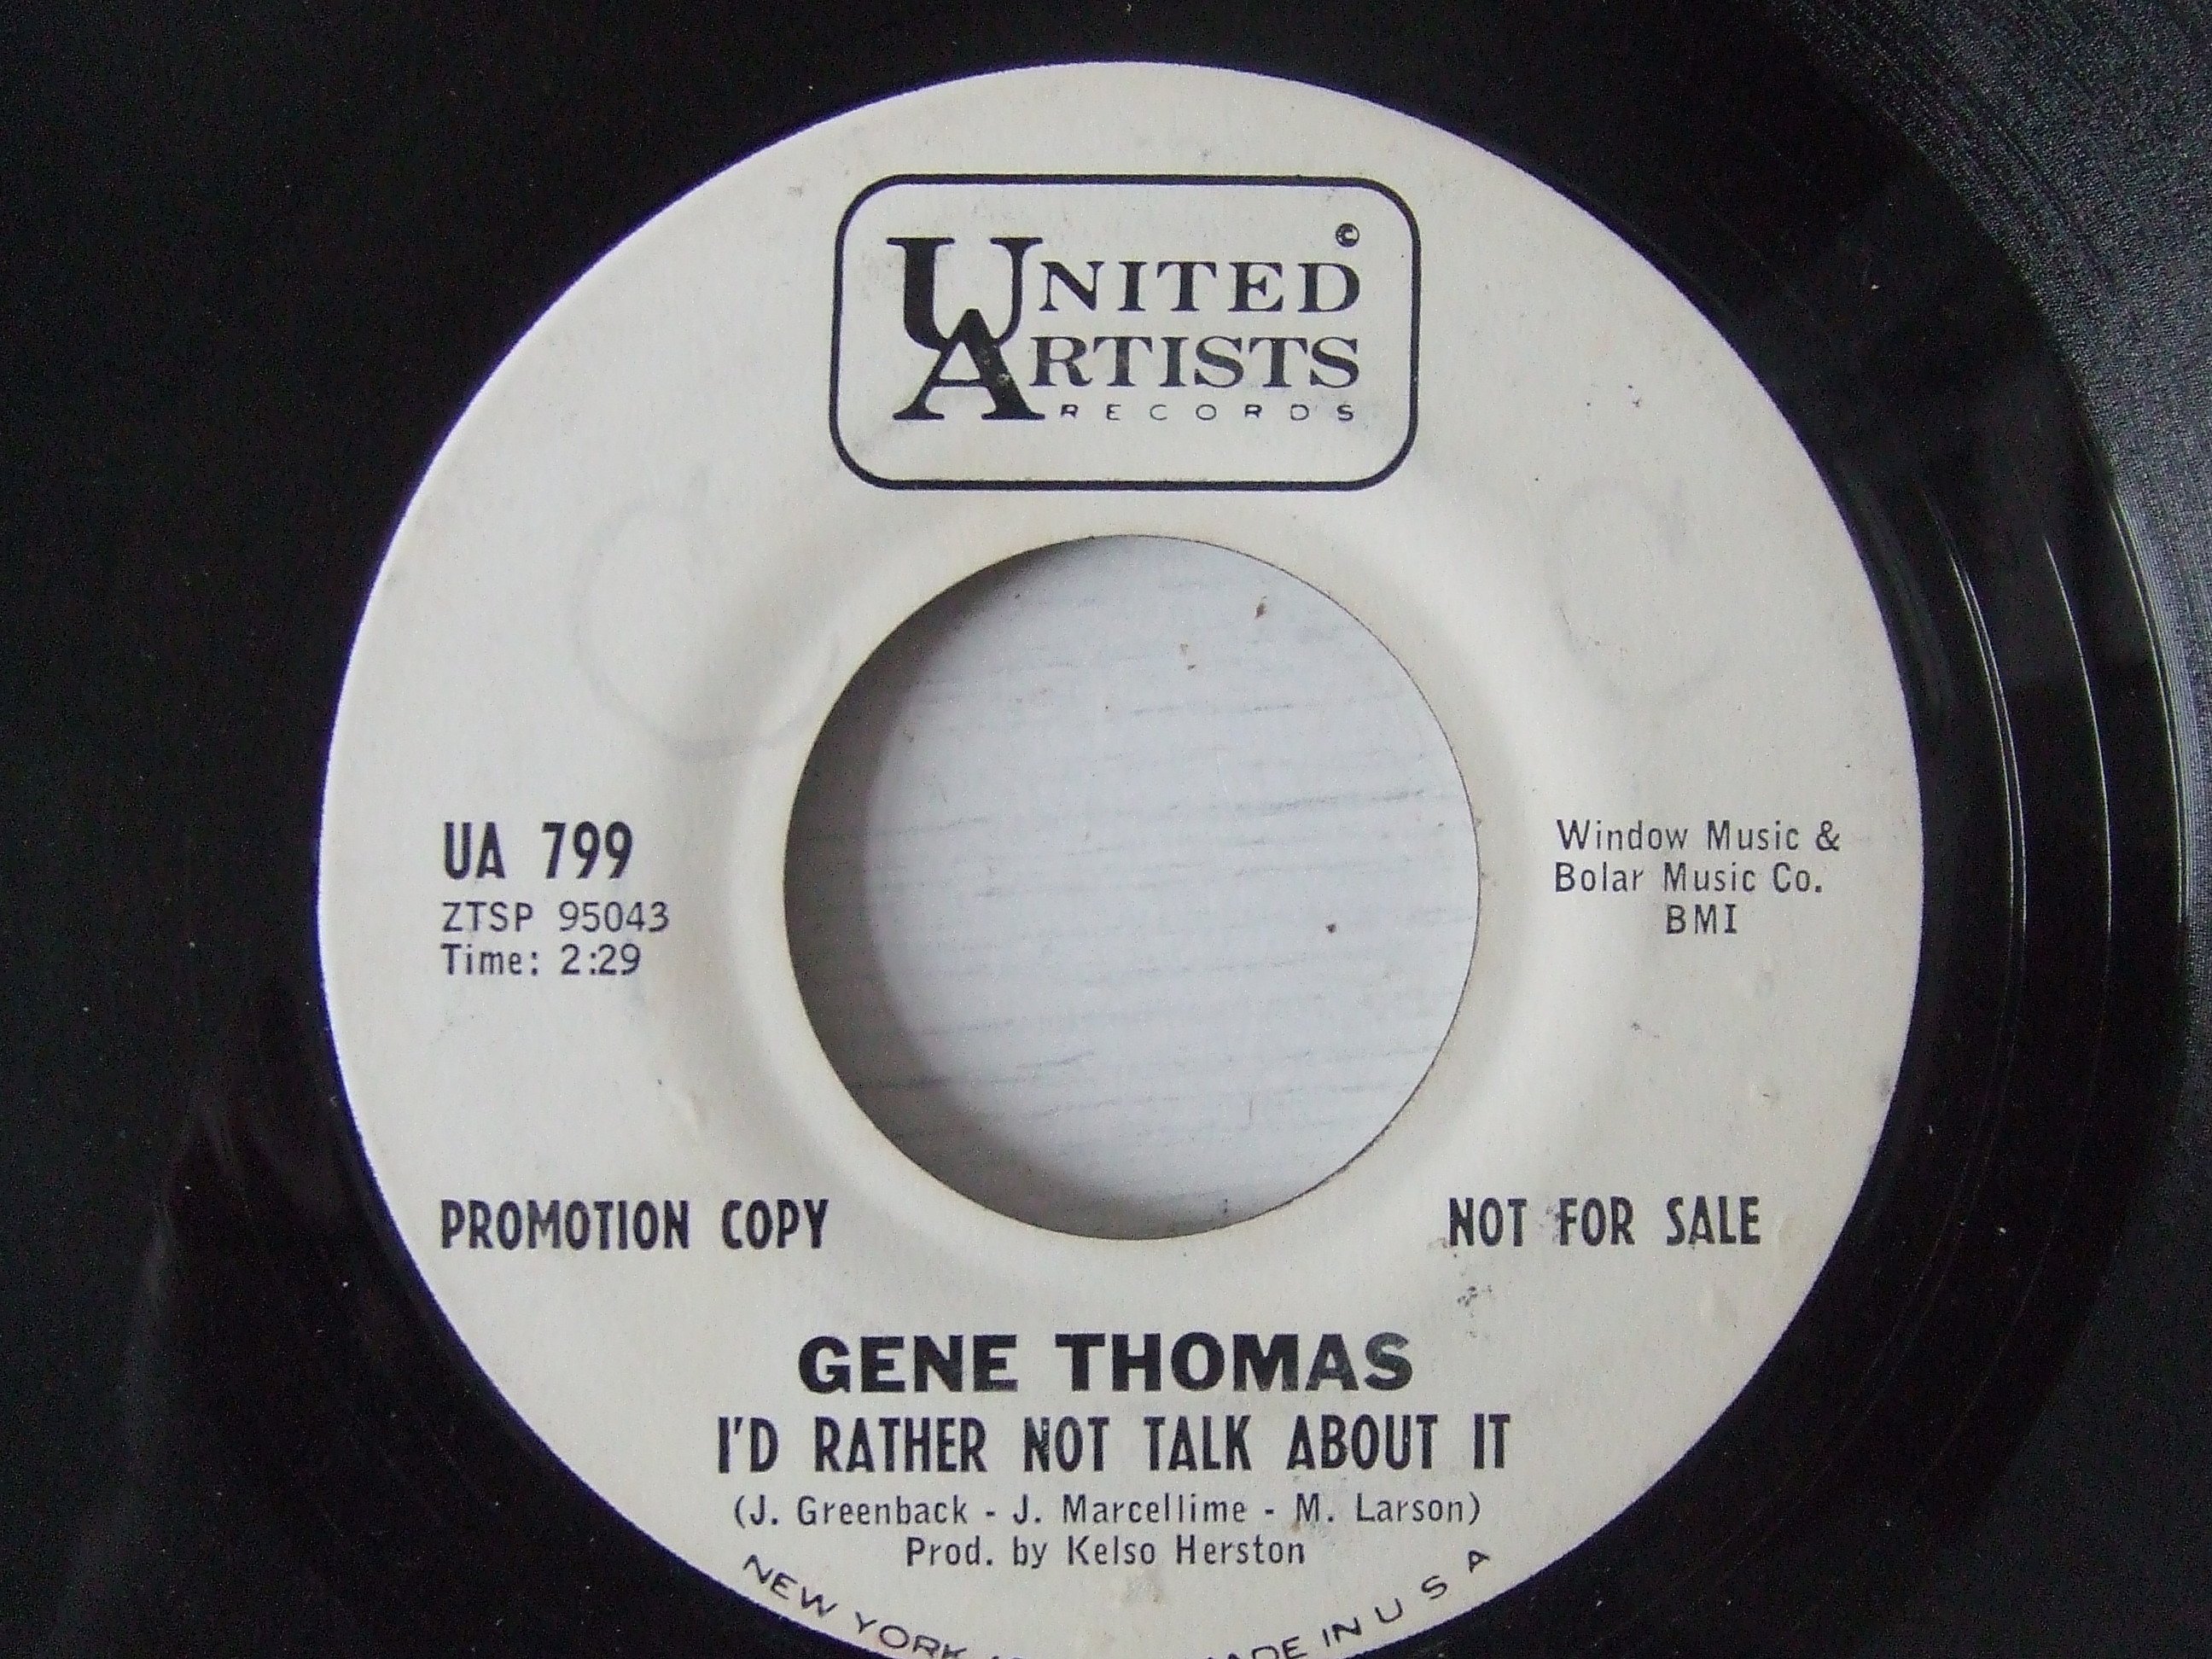 ©
UNITED
ARTISTS
RECORDS
UA 799
ZTSP 95043
Time: 2:29
Window Music &
Bolar Music Co.
BMI
PROMOTION COPY
NOT FOR SALE
GENE THOMAS
I'D RATHER NOT TALK ABOUT IT
(J. Greenback - J. Marcellime - M. Larson)
Prod. by Kelso Herston
NEW YORK IN U S A